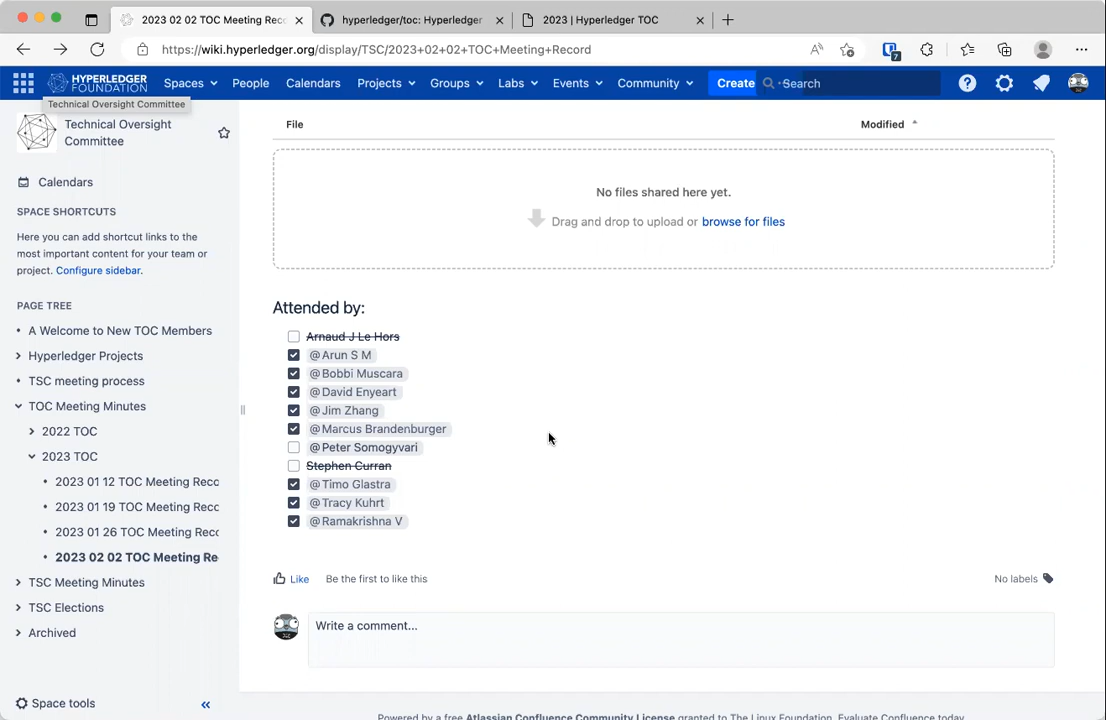 2023 02 02 TOC Meeting Rec
hyperledger/toc: Hyperledger
2023 | Hyperledger TOC
https://wiki.hyperledger.org/display/TSC/2023+02+02+TOC+Meeting+Record
7
HYPERLEDGER
FOUNDATION
Spaces
People
Calendars
Projects
Groups
Labs
Events
Community
Create
Search
Technical Oversight Committee
Technical Oversight
Committee
Calendars
SPACE SHORTCUTS
Here you can add shortcut links to the
most important content for your team or
project. Configure sidebar.
PAGE TREE
A Welcome to New TOC Members
Hyperledger Projects
TSC meeting process
TOC Meeting Minutes
2022 TOC
2023 TOC
2023 01 12 TOC Meeting Reco
2023 01 19 TOC Meeting Reco
2023 01 26 TOC Meeting Reco
2023 02 02 TOC Meeting Re
TSC Meeting Minutes
TSC Elections
Archived
Space tools
File
Modified
No files shared here yet.
Drag and drop to upload or browse for files
Attended by:
Arnaud J Le Hors
@Arun S M
@Bobbi Muscara
@David Enyeart
@Jim Zhang
@Marcus Brandenburger
@Peter Somogyvari
Stephen Curran
@Timo Glastra
@Tracy Kuhrt
@Ramakrishna V
Like
Be the first to like this
No labels
Write a comment...
Powered by a free Atlassian Confluence Community License granted to The Linux Foundation. Evaluate Confluence today.